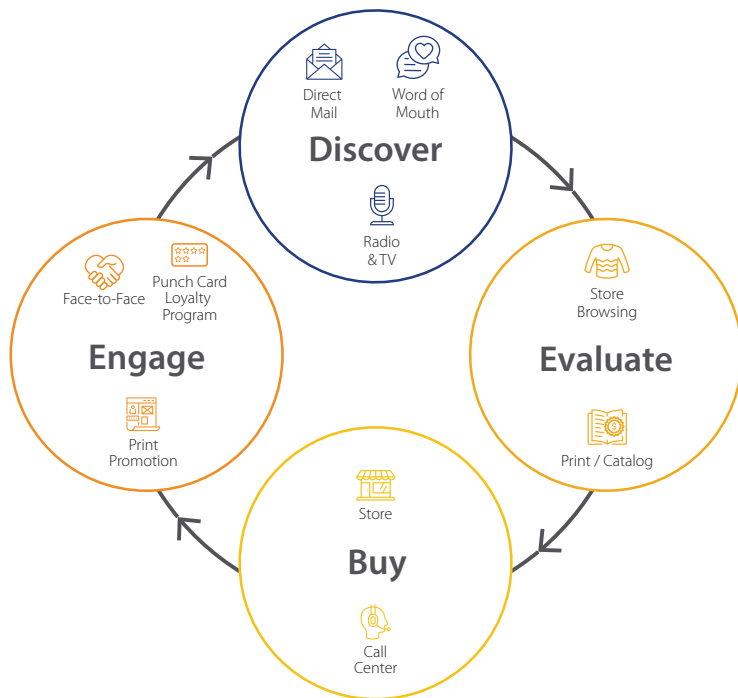 Direct
Mail
Word of
Mouth
Discover
Radio
& TV
Face-to-Face
Punch Card
Loyalty
Program
Engage
Print
Promotion
Store
Browsing
Evaluate
Print / Catalog
Store
Buy
Call
Center